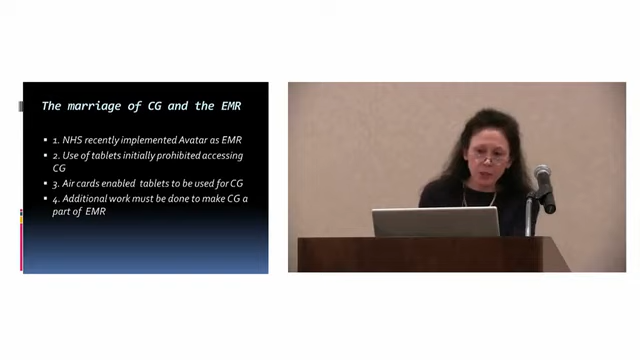 The marriage of CG and the EMR
1. NHS recently implemented Avatar as EMR
2. Use of tablets initially prohibited accessing
CG
3. Air cards enabled tablets to be used for CG
4. Additional work must be done to make CG a
part of EMR